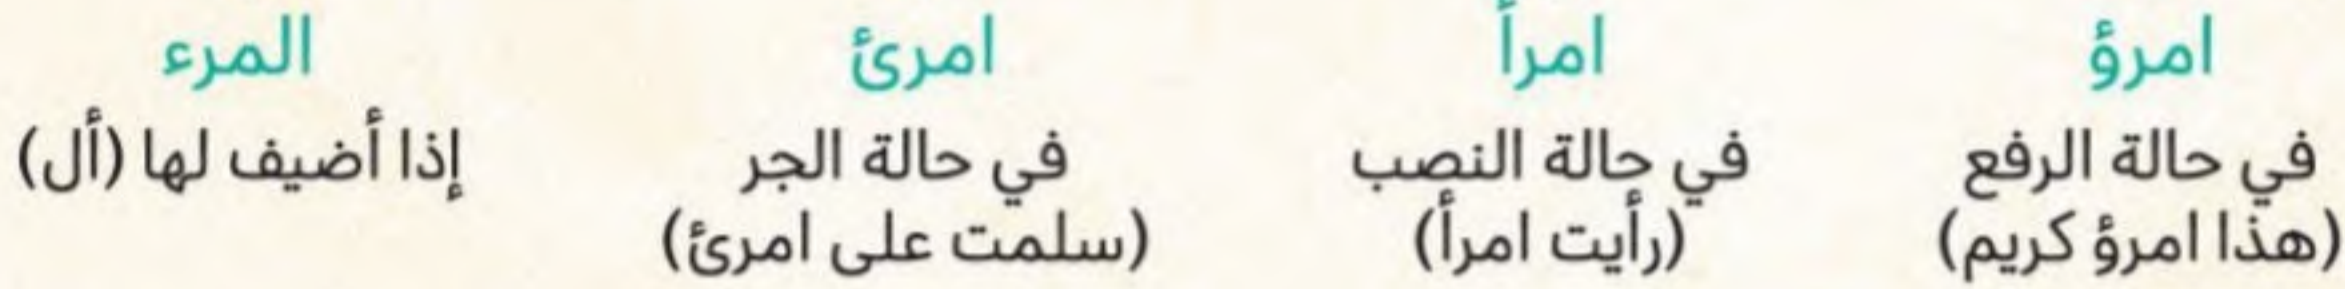 امرؤ
في حالة الرفع
(هذا امرؤ كريم)
امرأ
في حالة النصب
(رأيت امرأ)
امرئ
في حالة الجر
(سلمت على امرئ)
المرء
إذا أضيف لها (أل)